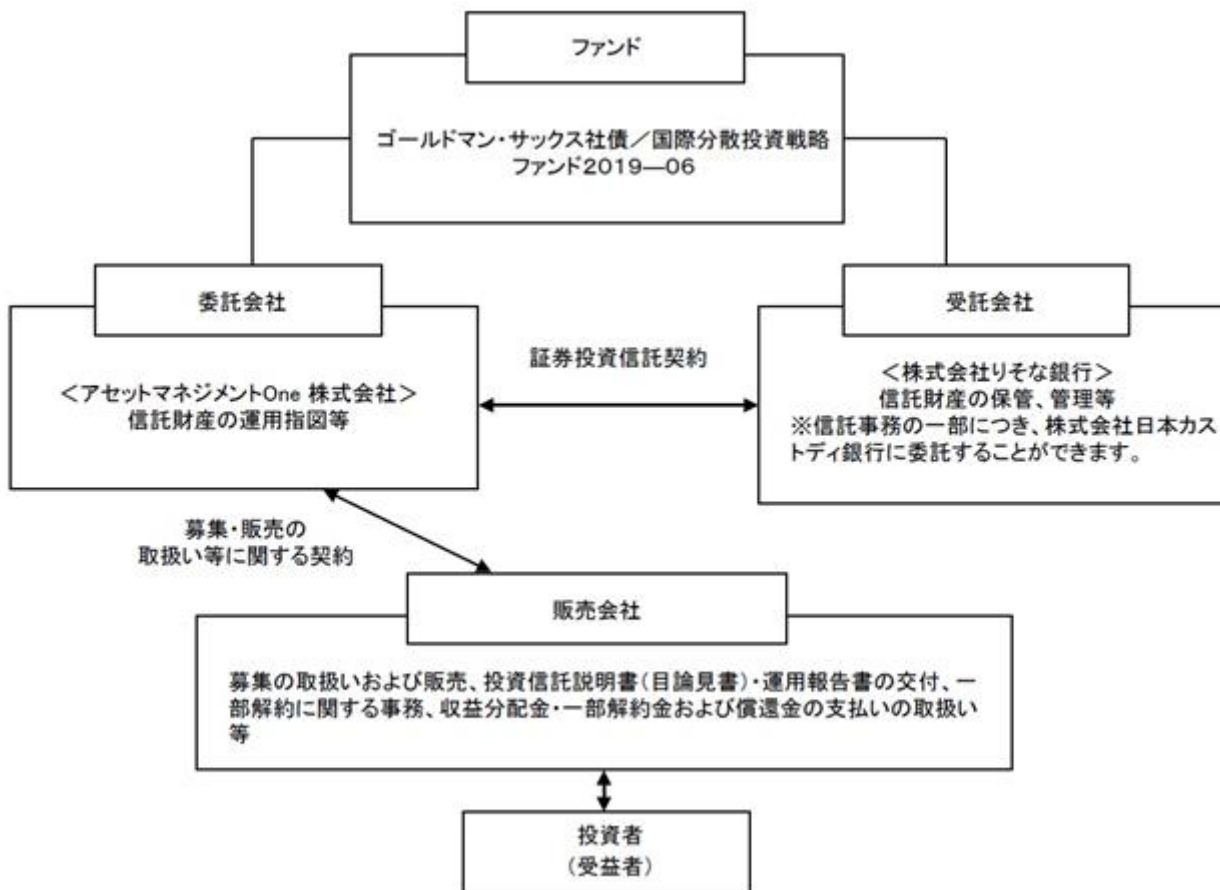 ファンド
ゴールドマン・サックス社債／国際分散投資戦略
ファンド2019―06
委託会社
＜アセットマネジメントOne 株式会社＞
信託財産の運用指図等
証券投資信託契約
受託会社
＜株式会社りそな銀行＞
信託財産の保管、管理等
※信託事務の一部につき、株式会社日本カス
トディ銀行に委託することができます。
募集・販売の
取扱い等に関する契約
販売会社
募集の取扱いおよび販売、投資信託説明書（目論見書）・運用報告書の交付、一
部解約に関する事務、収益分配金・一部解約金および償還金の支払いの取扱い
等
投資者
（受益者）